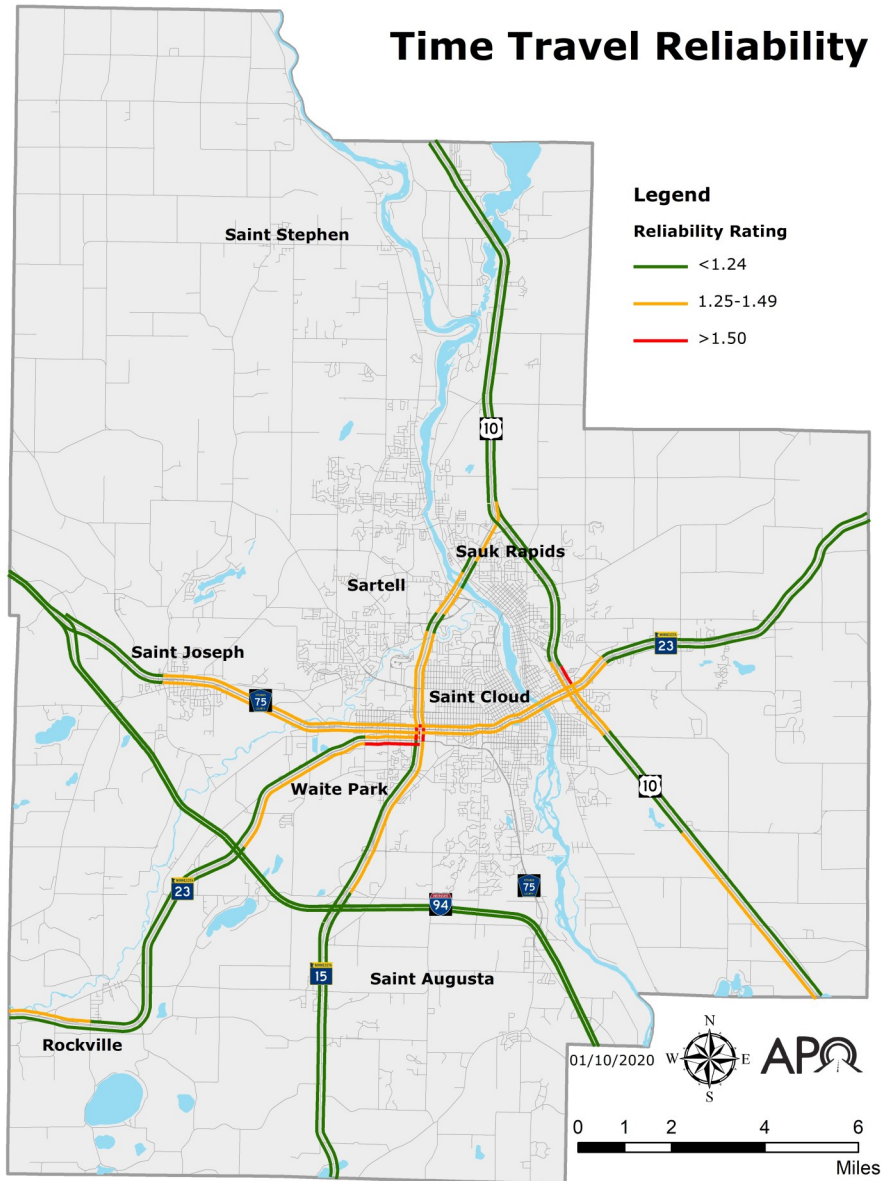 Time Travel Reliability
Legend
Reliability Rating
<1.24
1.25-1.49
>1.50
Saint Stephen
10
Sauk Rapids
Sartell
23
Saint Joseph
75
Saint Cloud
10
Waite Park
75
23
94
15
Saint Augusta
Rockville
01/10/2020
N
W
E
S
APO
0 1 2 4 6
Miles